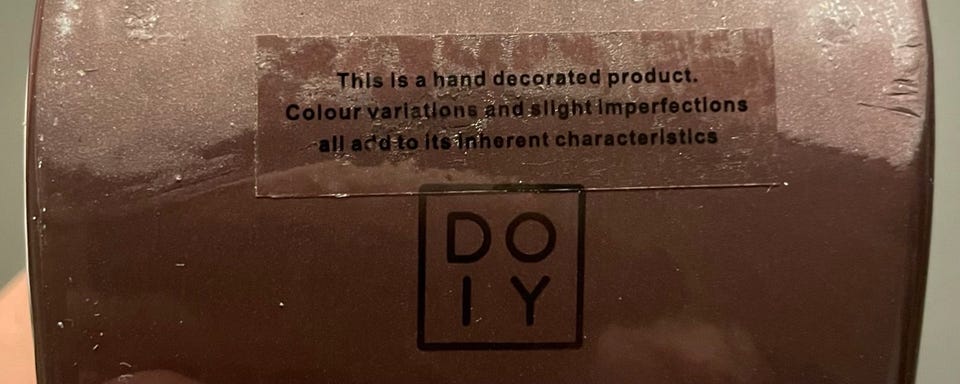 This is a hand decorated product.
Colour variations and slight imperfections
all add to its inherent characteristics
DO
IY